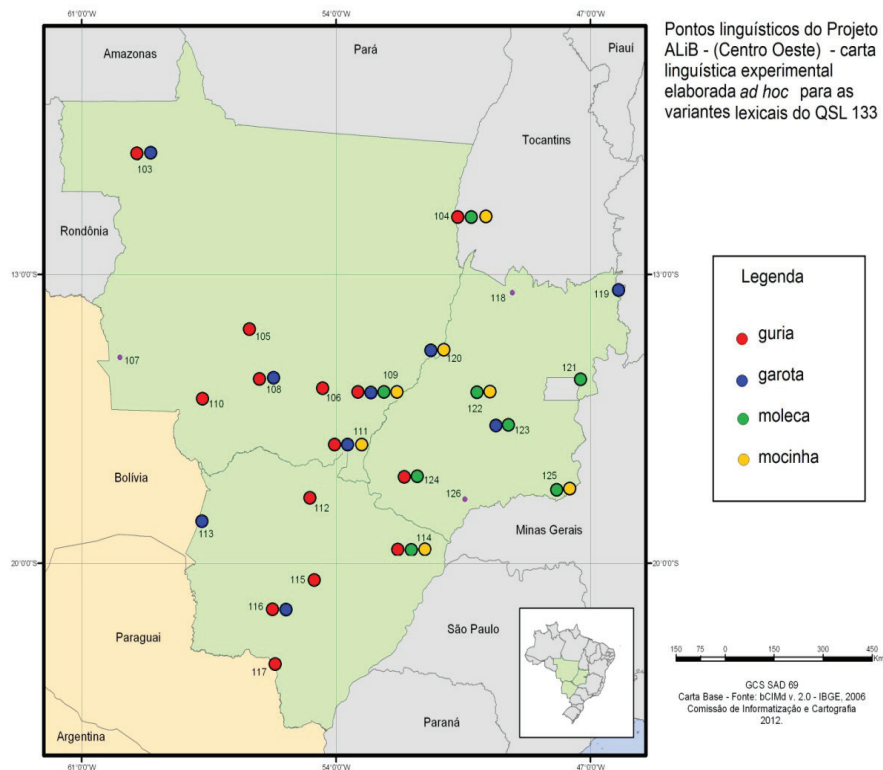 61°0'0"W
54°0'0"W
47°0'0"W
Pontos linguísticos do Projeto
ALiB - (Centro Oeste) - carta
linguística experimental
elaborada ad hoc para as
variantes lexicais do QSL 133
Amazonas
Pará
Piauí
Tocantins
103
104
Rondônia
13°0'0"S
13°0'0"S
118
119
Legenda
guria
garota
moleca
mocinha
105
107
120
108
106
109
121
110
122
111
123
Bolívia
124
125
126
112
113
Minas Gerais
114
20°0'0"S
20°0'0"S
115
116
São Paulo
Paraguai
117
150 75 0 150 300 450
Km
GCS SAD 69
Carta Base - Fonte: bCIMd v. 2.0 - IBGE, 2006
Comissão de Informatização e Cartografia
2012.
Paraná
Argentina
61°0'0"W
54°0'0"W
47°0'0"W